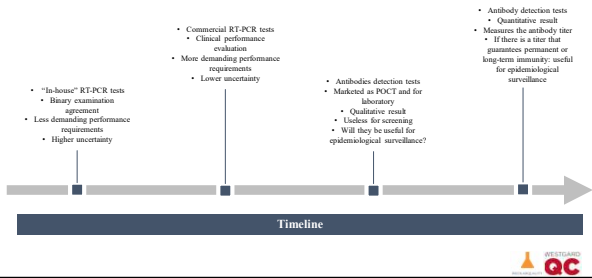 • "In-house" RT-PCR tests
• Binary examination
agreement
• Less demanding performance
requirements
• Higher uncertainty
• Commercial RT-PCR tests
• Clinical performance
evaluation
• More demanding performance
requirements
• Lower uncertainty
• Antibodies detection tests
• Marketed as POCT and for
laboratory
• Qualitative result
• Useless for screening
• Will they be useful for
epidemiological surveillance?
• Antibody detection tests
• Quantitative result
• Measures the antibody titer
• If there is a titer that
guarantees permanent or
long-term immunity: useful
for epidemiological
surveillance
Timeline
WESTGARD
QC